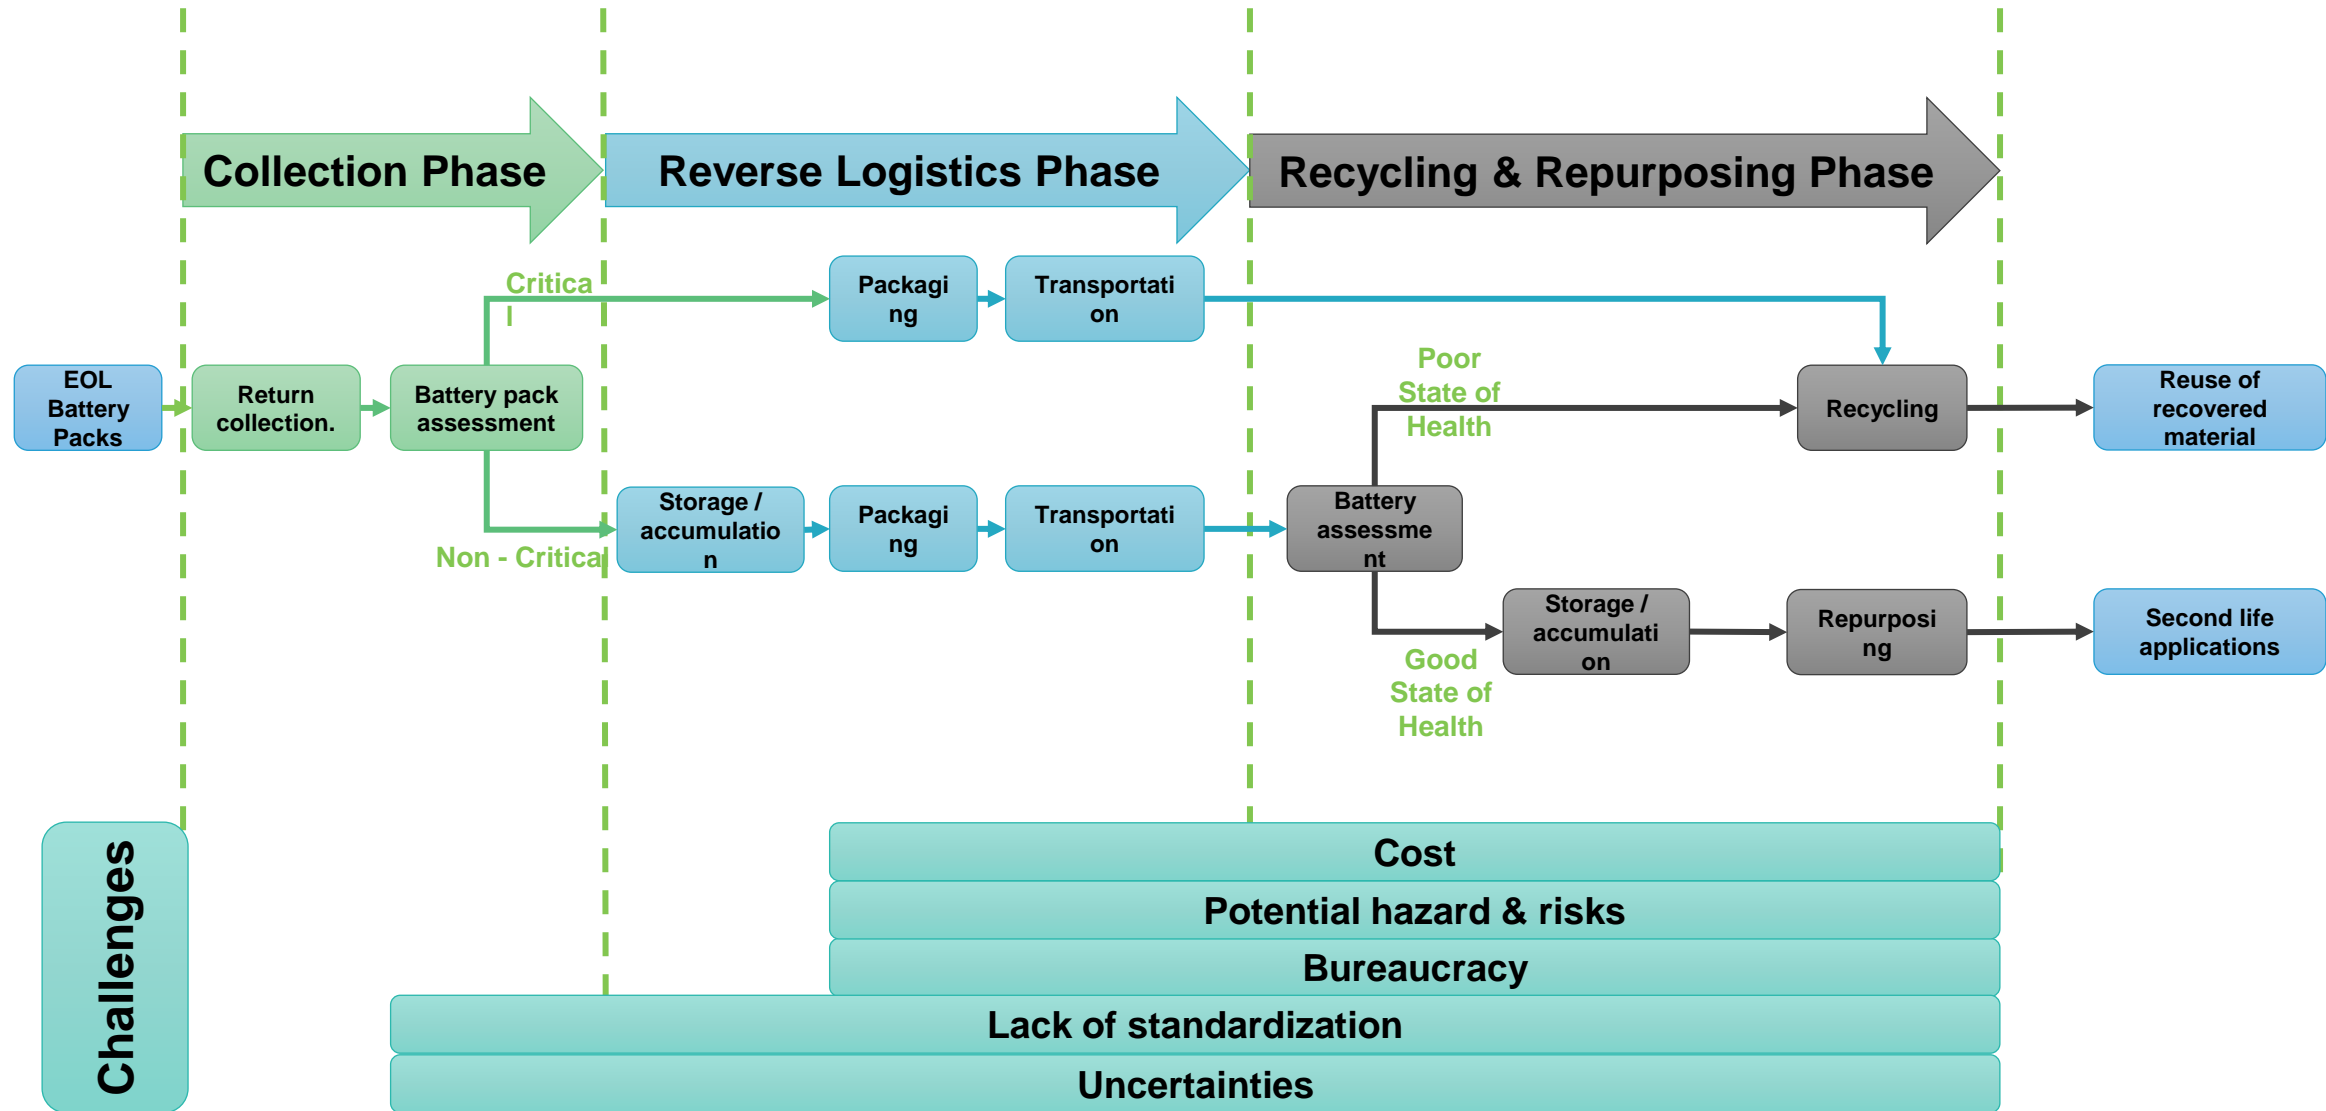 Collection Phase
Reverse Logistics Phase
Recycling & Repurposing Phase
Critica
l
Packagi
ng
Transportati
on
EOL
Battery
Packs
Return
collection.
Battery pack
assessment
Poor
State of
Health
Recycling
Reuse of
recovered
material
Non - Critical
Storage /
accumulatio
n
Packagi
ng
Transportati
on
Battery
assessme
nt
Good
State of
Health
Storage /
accumulati
on
Repurposi
ng
Second life
applications
Challenges
Cost
Potential hazard & risks
Bureaucracy
Lack of standardization
Uncertainties